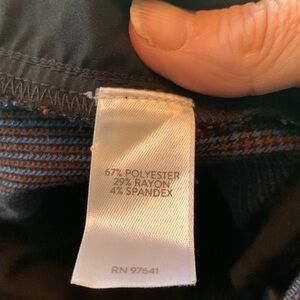 67% POLYESTER
29% RAYON
4% SPANDEX
RN 97641